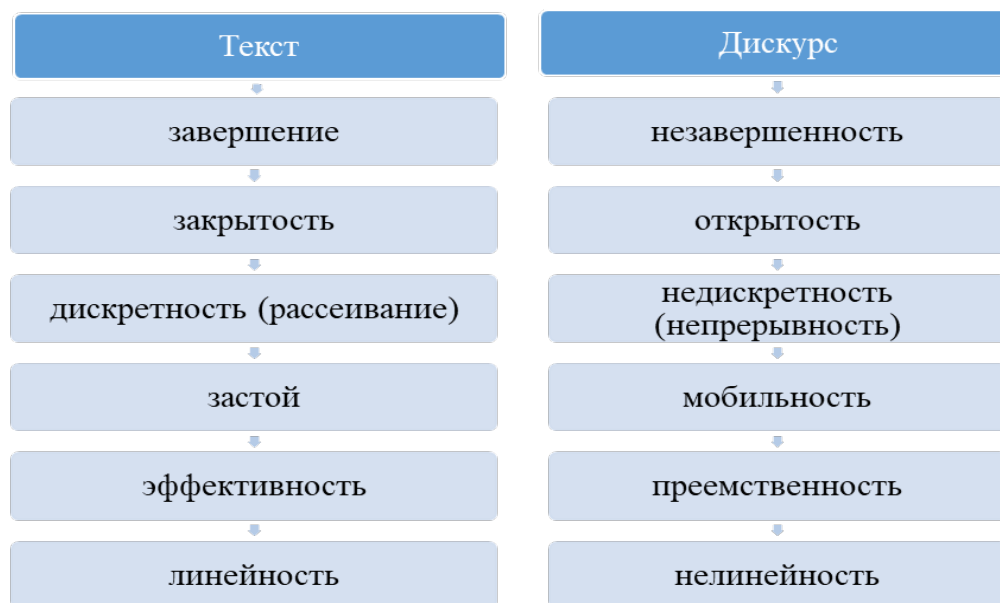 Текст
завершение
закрытость
дискретность (рассеивание)
застой
эффективность
линейность
Дискурс
незавершенность
открытость
недискретность
(непрерывность)
мобильность
преемственность
нелинейность